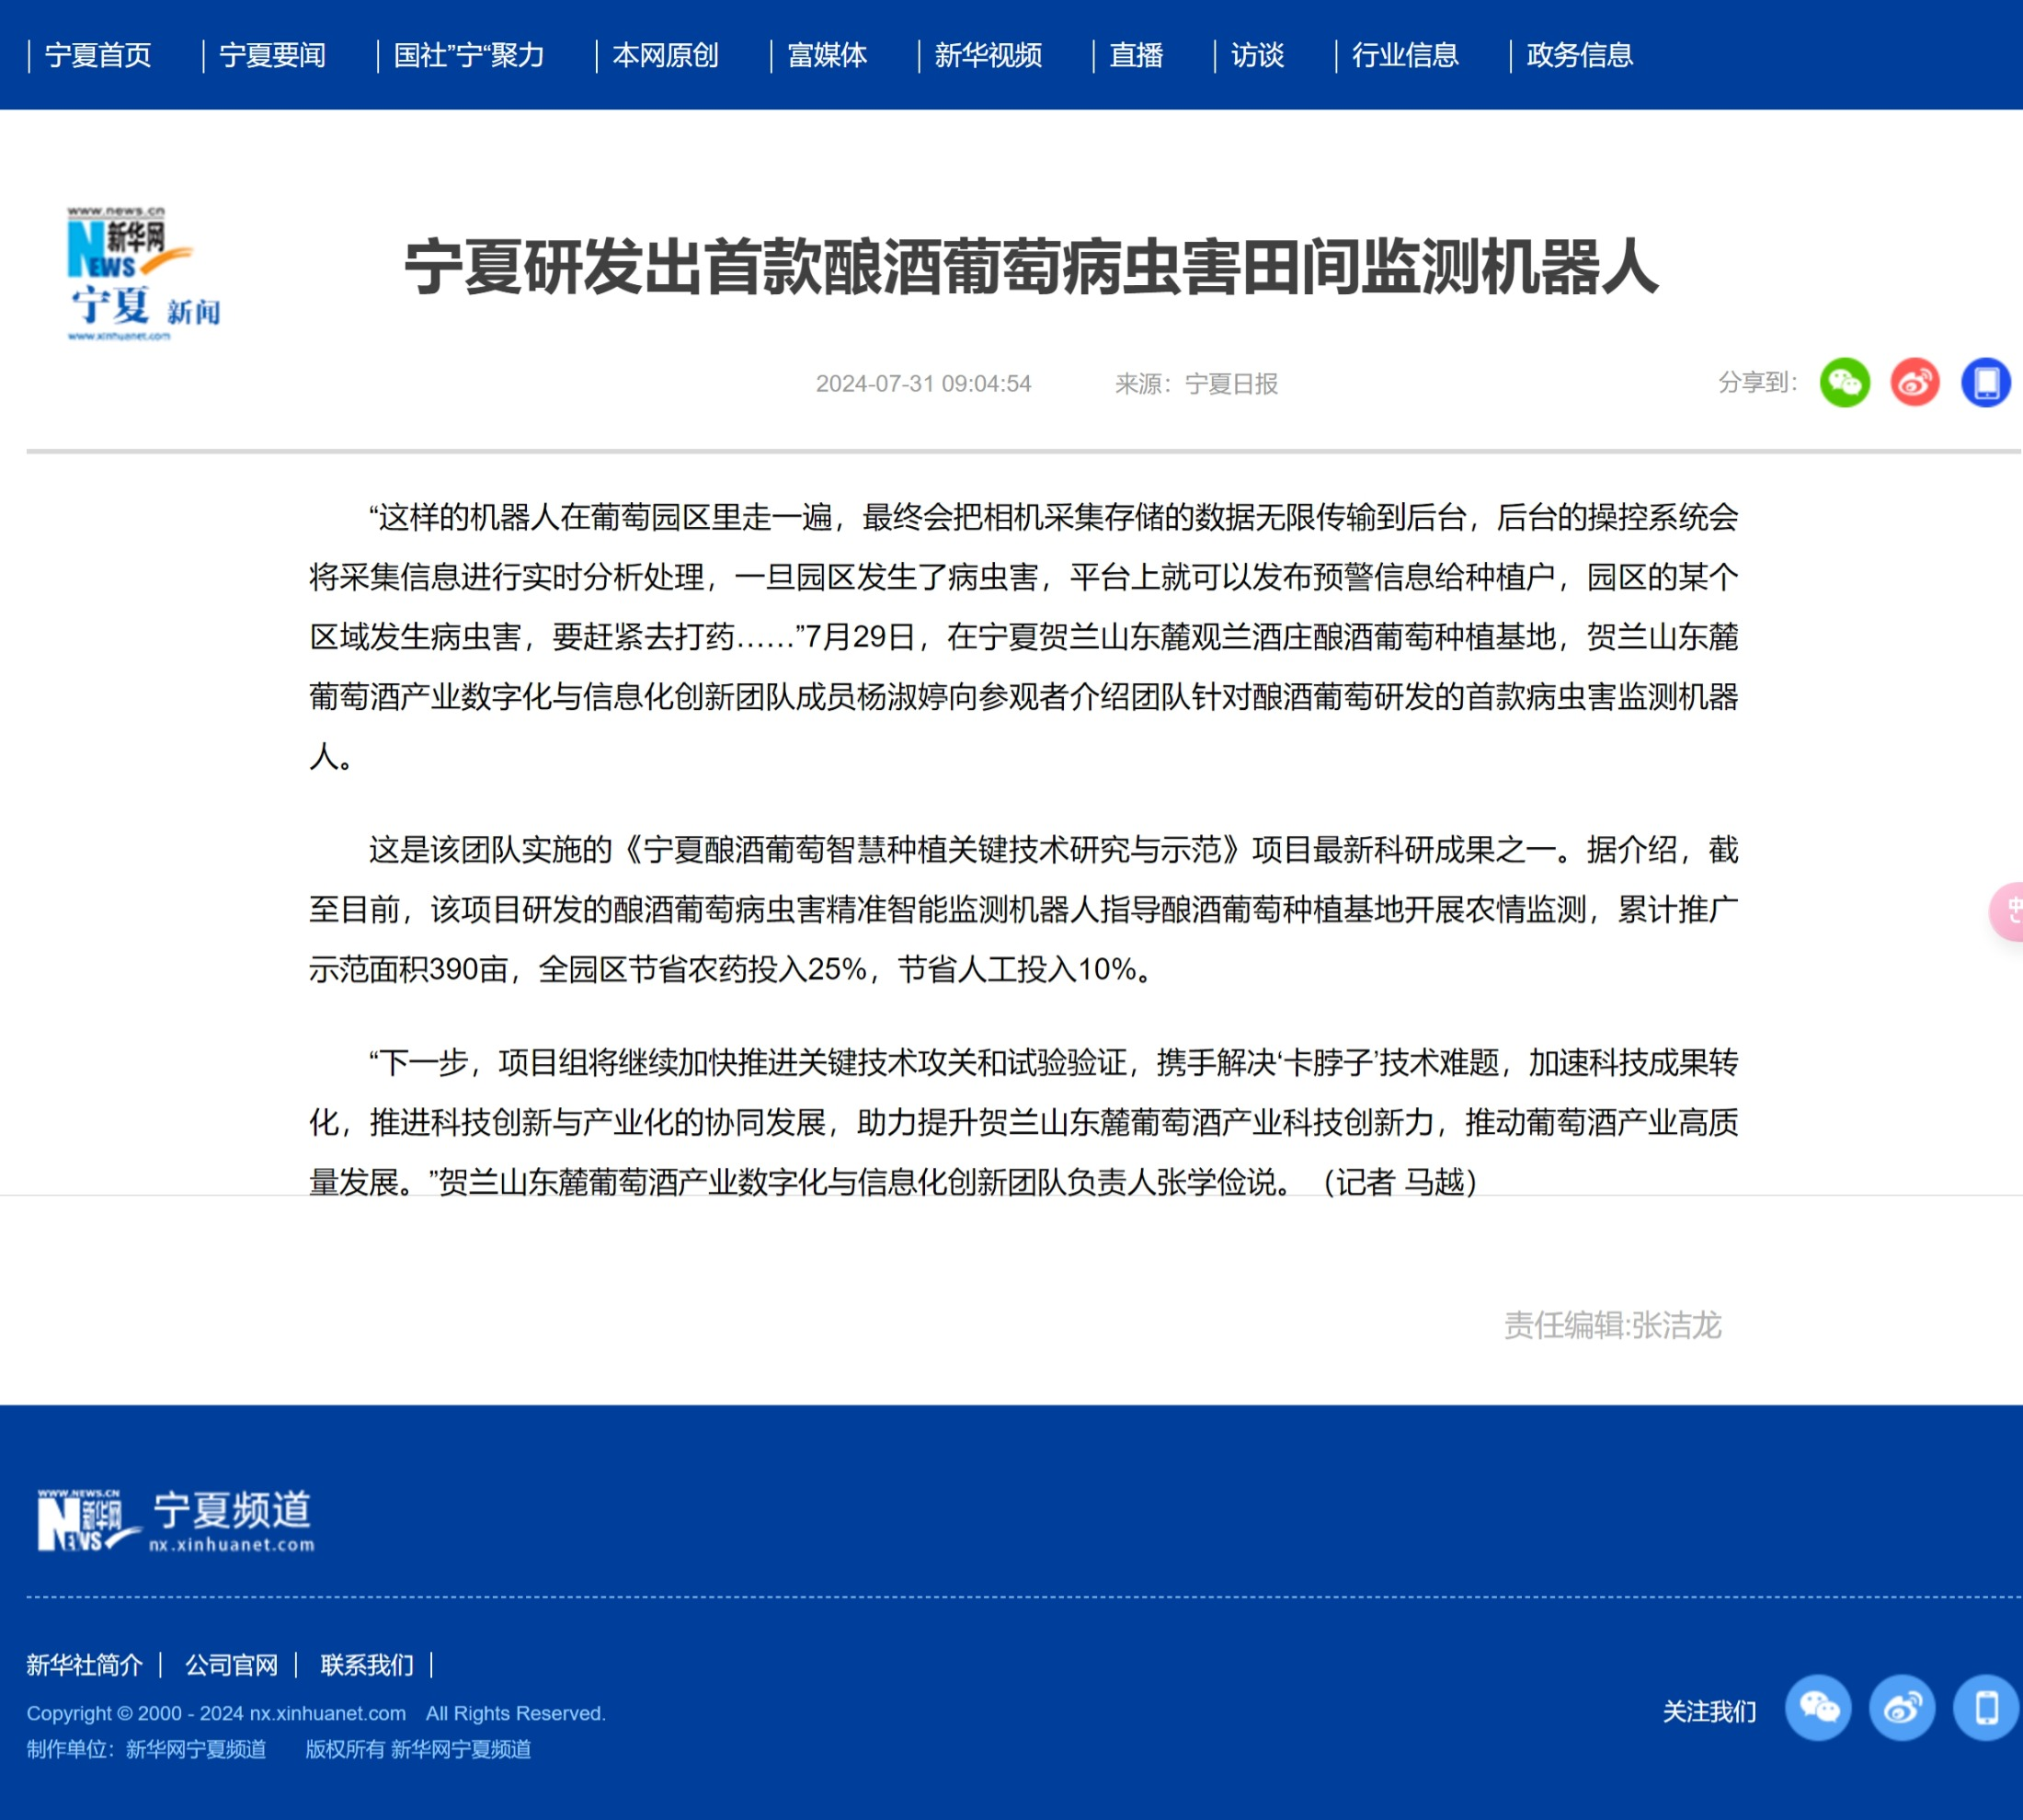 宁夏首页 宁夏要闻 国社”宁“聚力 本网原创 富媒体 新华视频 直播 访谈 行业信息 政务信息
www.news.cn
NEWS 新华网
宁夏 新闻
www.xinhuanet.com
宁夏研发出首款酿酒葡萄病虫害田间监测机器人
2024-07-31 09:04:54 来源：宁夏日报 分享到：
“这样的机器人在葡萄园区里走一遍，最终会把相机采集存储的数据无限传输到后台，后台的操控系统会
将采集信息进行实时分析处理，一旦园区发生了病虫害，平台上就可以发布预警信息给种植户，园区的某个
区域发生病虫害，要赶紧去打药……”7月29日，在宁夏贺兰山东麓观兰酒庄酿酒葡萄种植基地，贺兰山东麓
葡萄酒产业数字化与信息化创新团队成员杨淑婷向参观者介绍团队针对酿酒葡萄研发的首款病虫害监测机器
人。
这是该团队实施的《宁夏酿酒葡萄智慧种植关键技术研究与示范》项目最新科研成果之一。据介绍，截
至目前，该项目研发的酿酒葡萄病虫害精准智能监测机器人指导酿酒葡萄种植基地开展农情监测，累计推广
示范面积390亩，全园区节省农药投入25%，节省人工投入10%。
“下一步，项目组将继续加快推进关键技术攻关和试验验证，携手解决‘卡脖子’技术难题，加速科技成果转
化，推进科技创新与产业化的协同发展，助力提升贺兰山东麓葡萄酒产业科技创新力，推动葡萄酒产业高质
量发展。”贺兰山东麓葡萄酒产业数字化与信息化创新团队负责人张学俭说。（记者 马越）
责任编辑:张洁龙
WWW.NEWS.CN
NEWS 新华网 宁夏频道
nx.xinhuanet.com
新华社简介 公司官网 联系我们
Copyright © 2000 - 2024 nx.xinhuanet.com All Rights Reserved.
制作单位：新华网宁夏频道 版权所有 新华网宁夏频道
关注我们